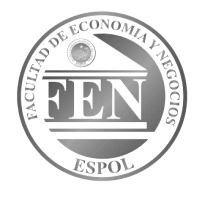 FACULTAD DE ECONOMIA Y NEGOCIOS
FEN
ESPOL